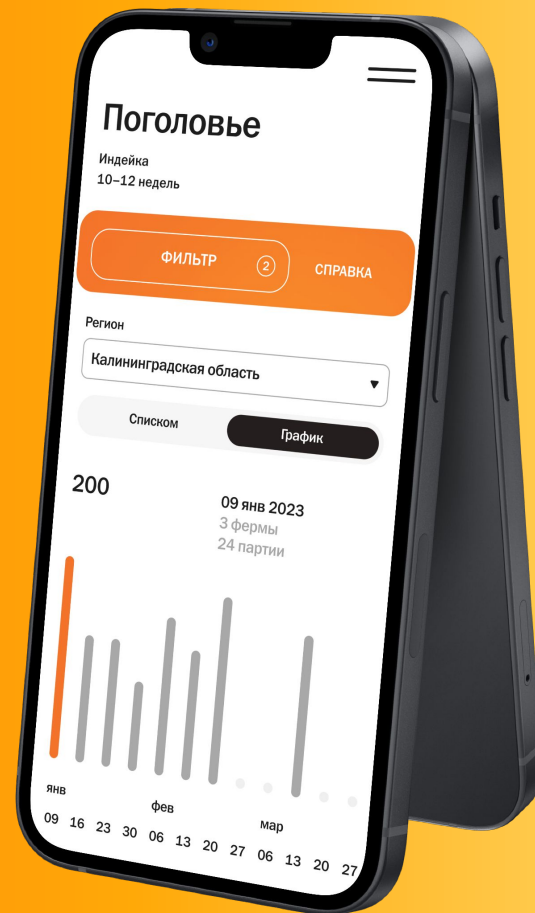 Поголовье
Индейка
10–12 недель
ФИЛЬТР 2 СПРАВКА
Регион
Калининградская область
Списком График
200
09 янв 2023
3 фермы
24 партии
янв фев мар
09 16 23 30 06 13 20 27 06 13 20 27